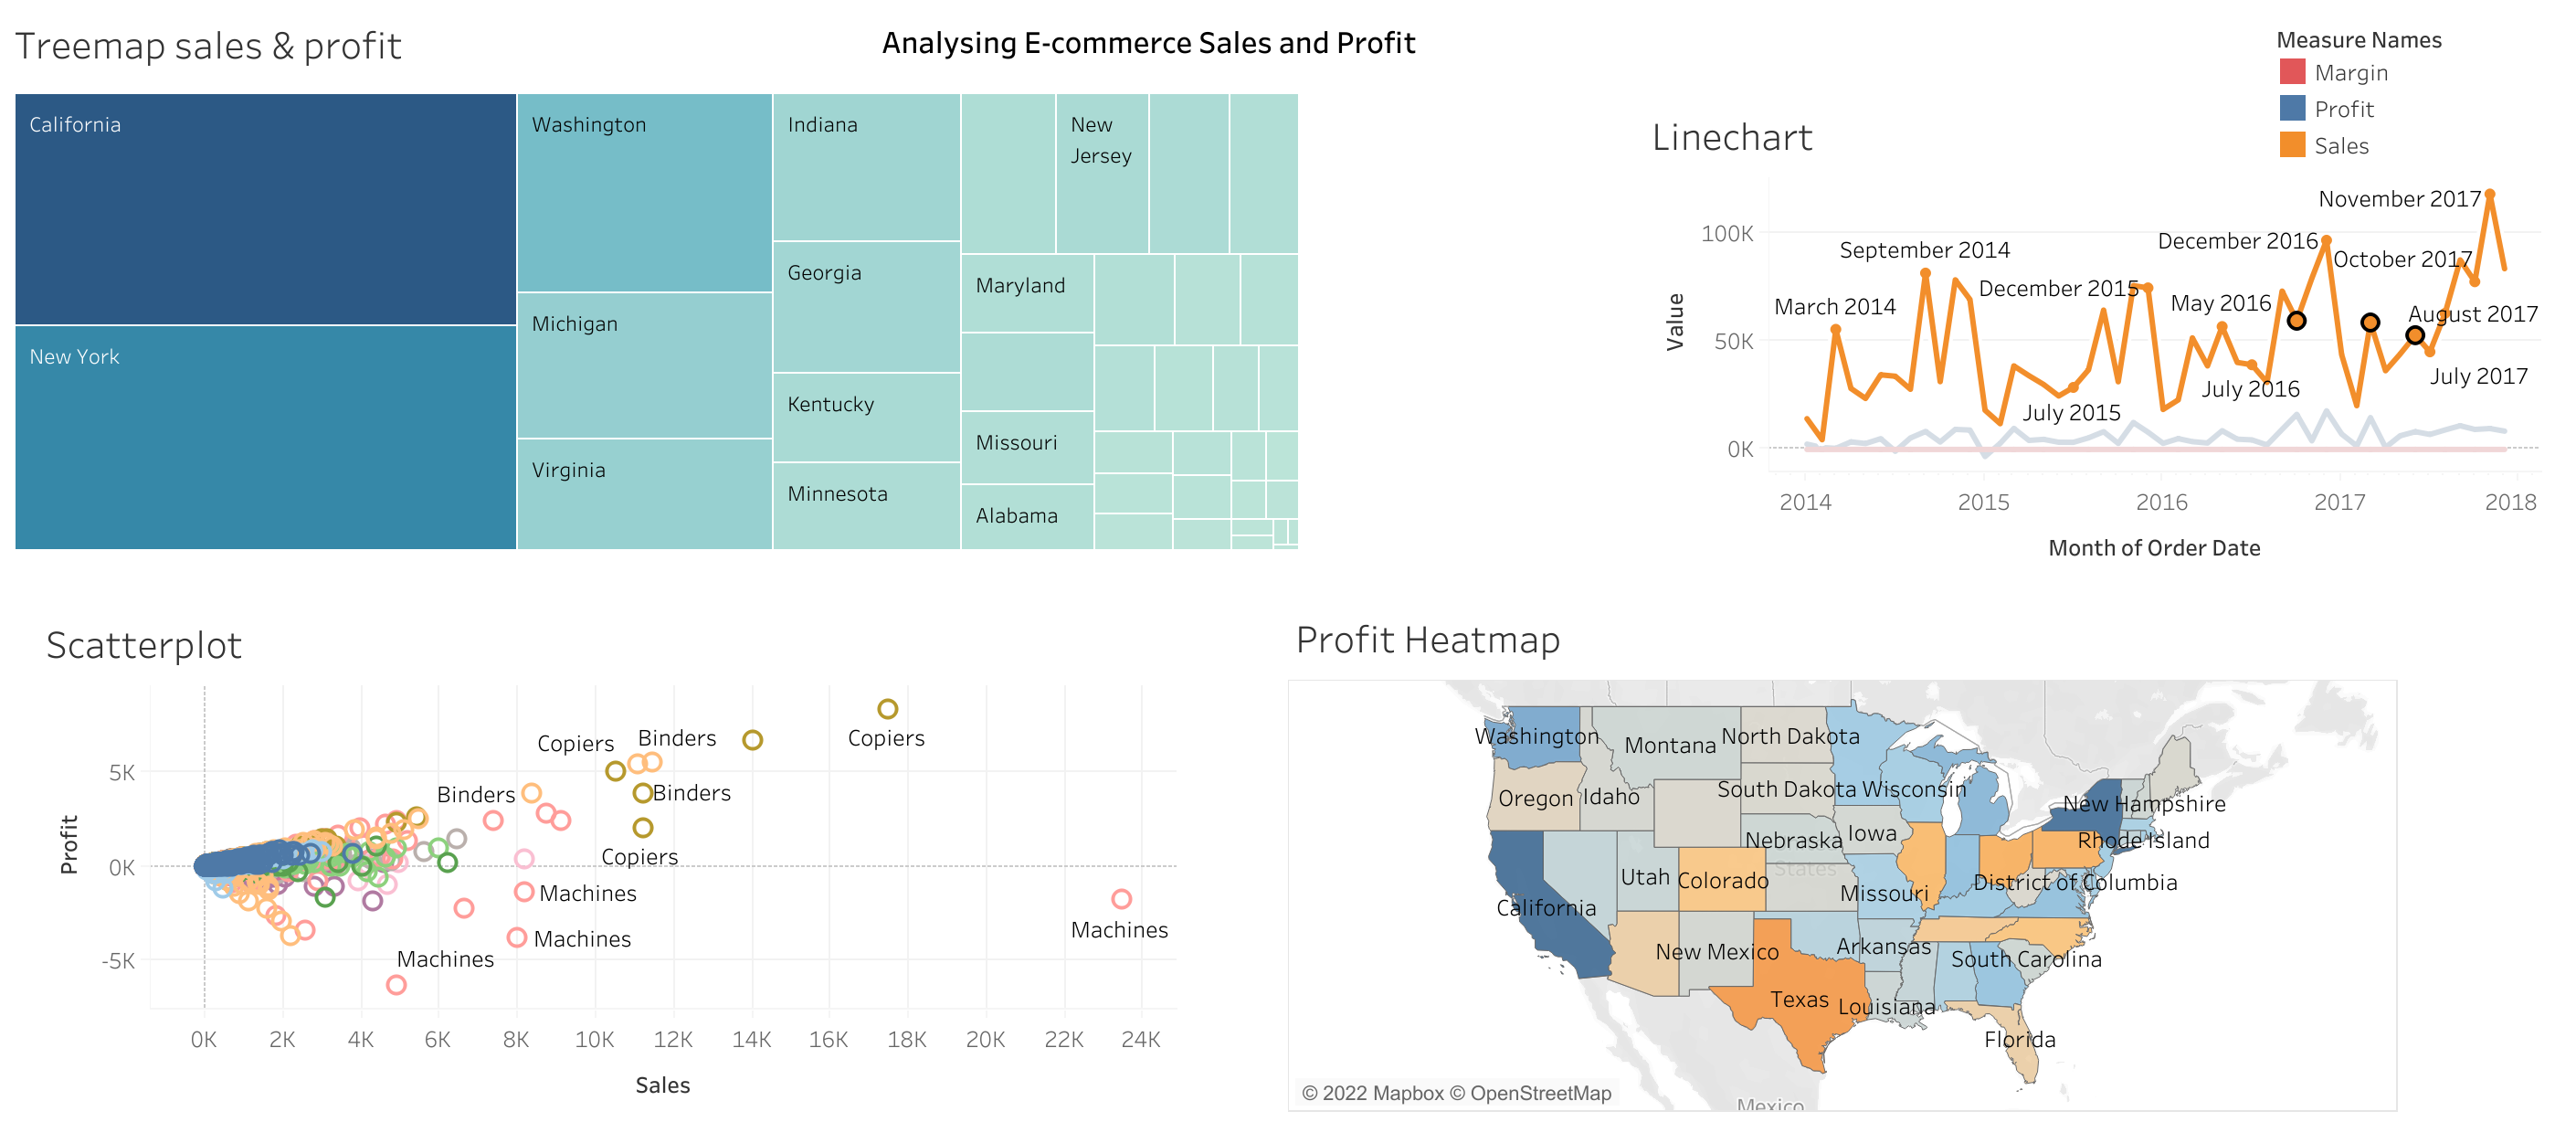 Treemap sales & profit
Analysing E-commerce Sales and Profit
California
New York
Washington
Michigan
Virginia
Indiana
Georgia
Kentucky
Minnesota
New
Jersey
Maryland
Missouri
Alabama
Measure Names
Margin
Profit
Sales
Linechart
Value
100K
50K
0K
March 2014
September 2014
December 2015
July 2015
May 2016
July 2016
December 2016
November 2017
October 2017
August 2017
July 2017
2014
2015
2016
2017
2018
Month of Order Date
Scatterplot
Profit
5K
0K
-5K
Copiers
Binders
Copiers
Binders
Binders
Copiers
Machines
Machines
Machines
Machines
0K
2K
4K
6K
8K
10K
12K
14K
16K
18K
20K
22K
24K
Sales
Profit Heatmap
Washington
Montana
North Dakota
Oregon
Idaho
South Dakota
Wisconsin
New Hampshire
Nebraska
Iowa
Rhode Island
States
Utah
Colorado
Missouri
District of Columbia
California
New Mexico
Arkansas
South Carolina
Texas
Louisiana
Florida
© 2022 Mapbox © OpenStreetMap
Mexico